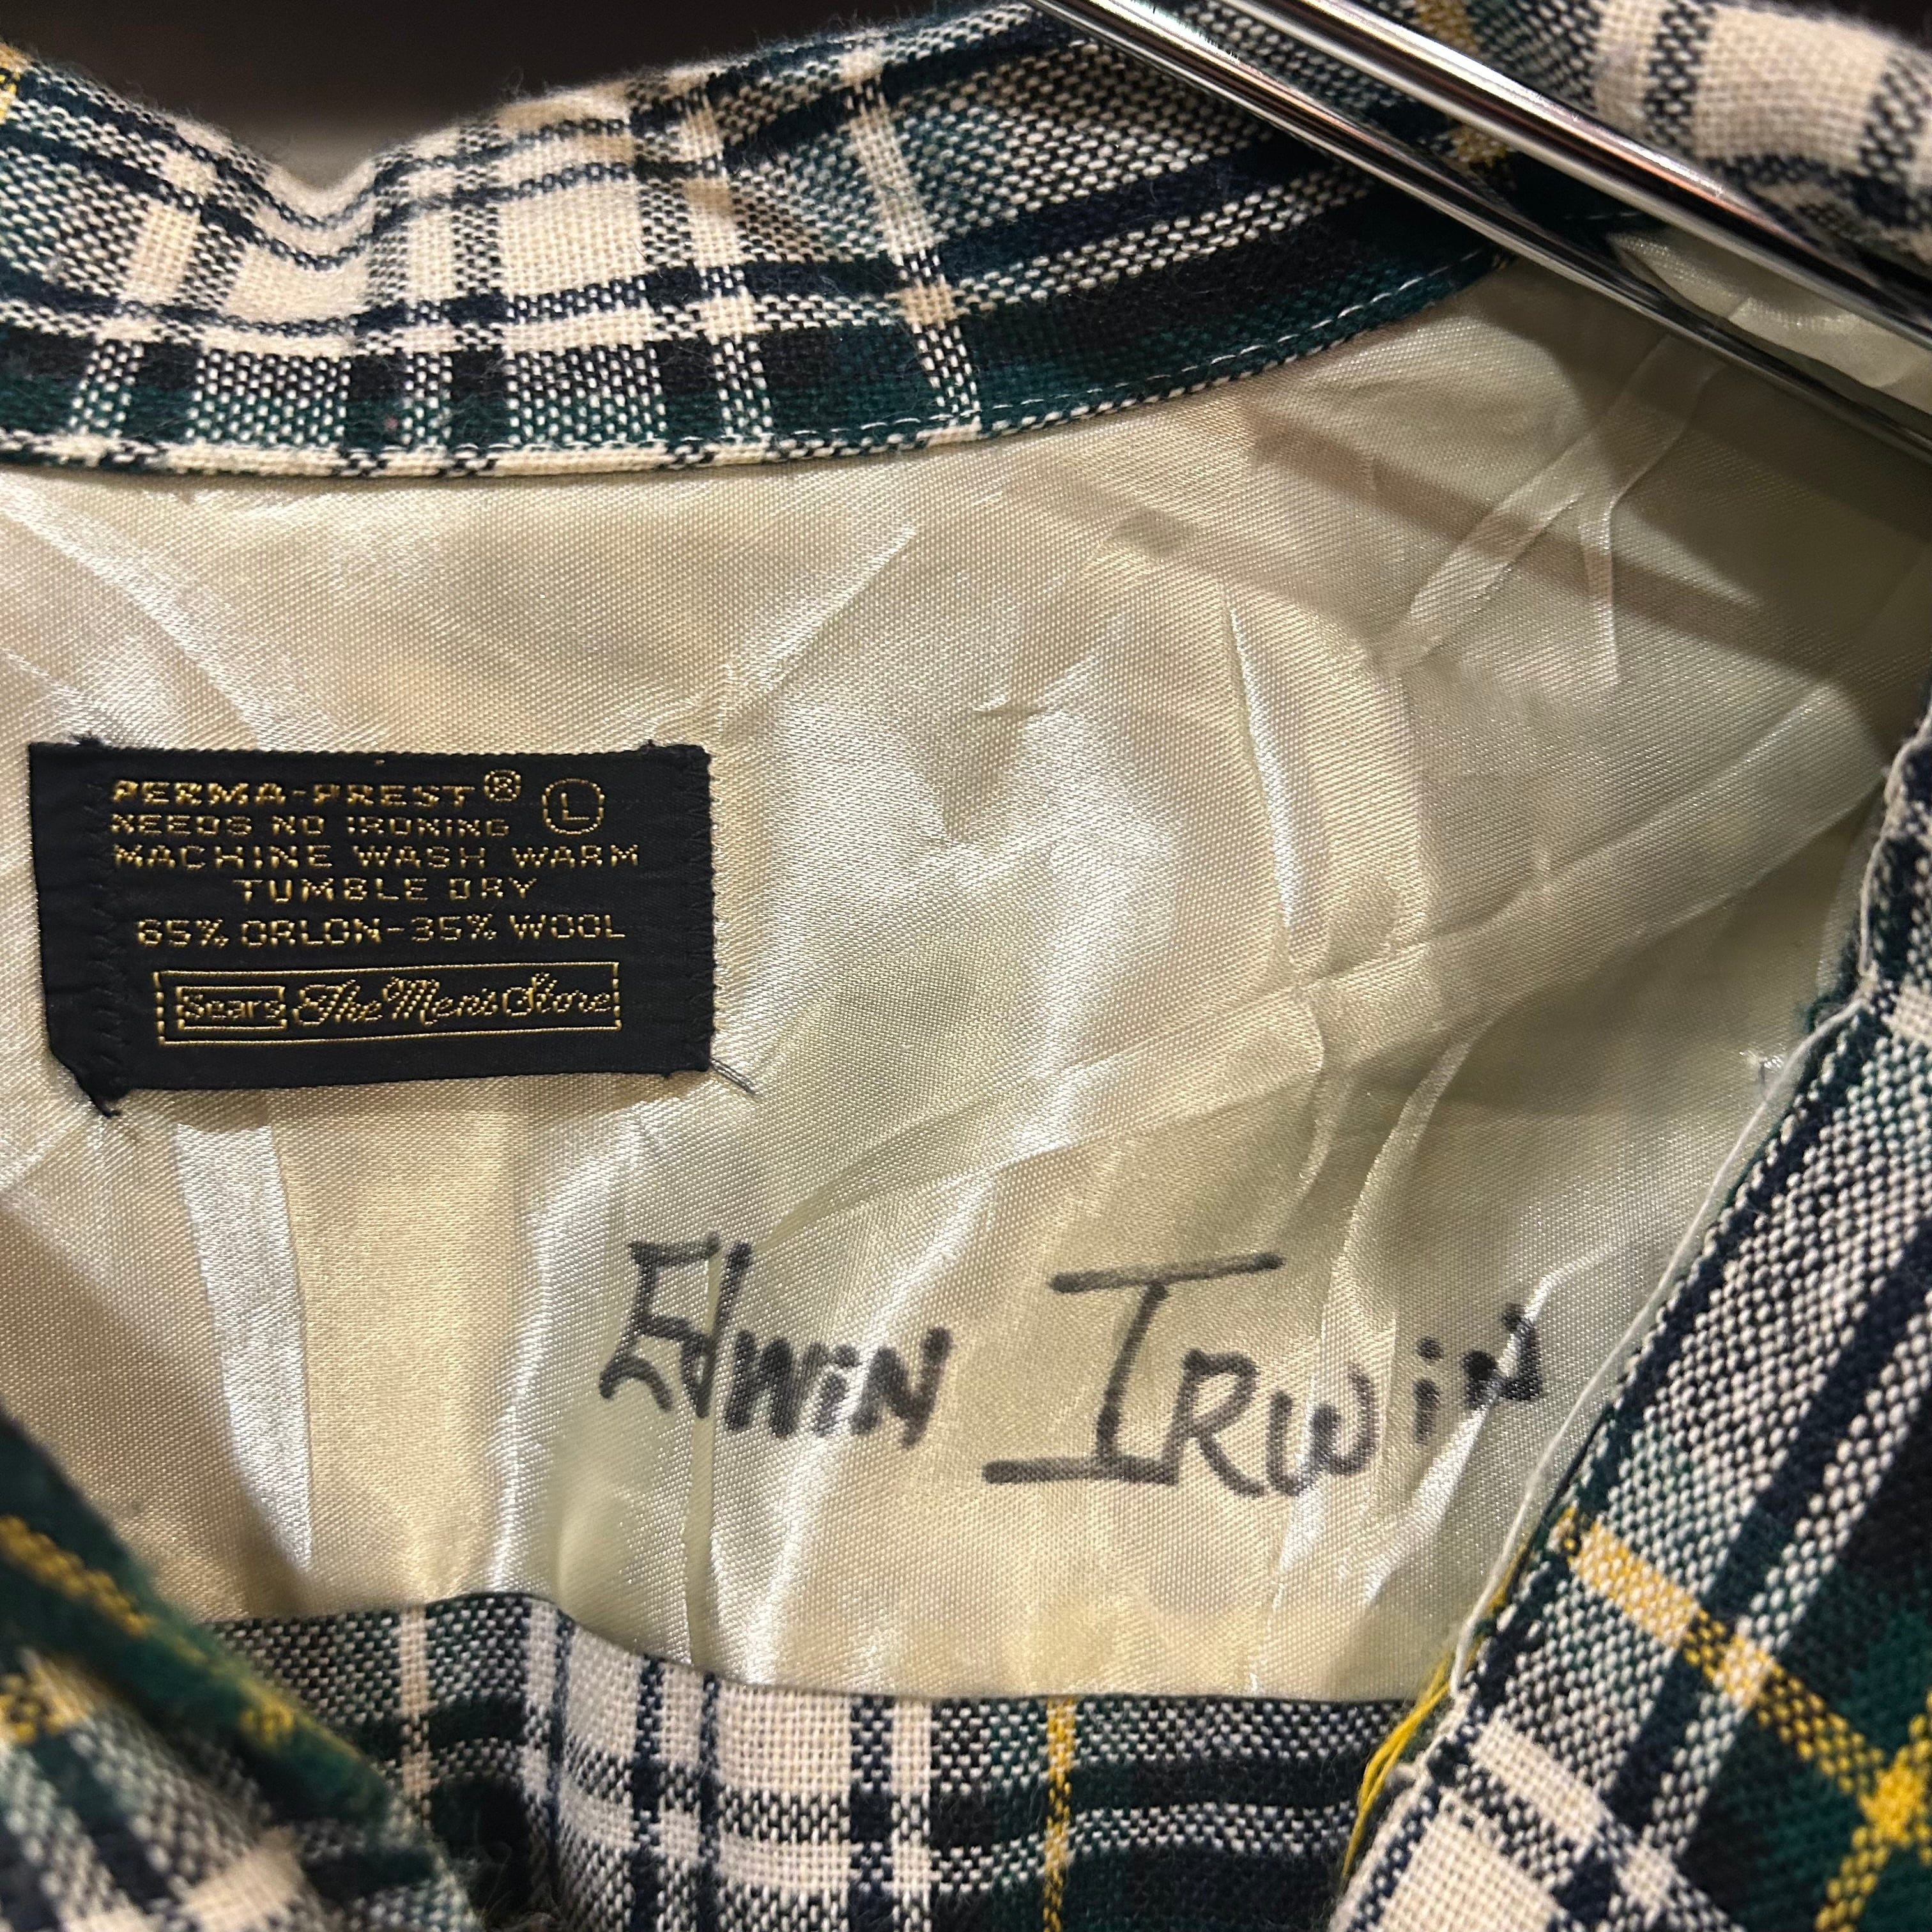 PERMA-PREST® Ⓛ
NEEDS NO IRONING
MACHINE WASH WARM
TUMBLE DRY
65% ORLON-35% WOOL
Sears The Men's Store
Edwin Irwin